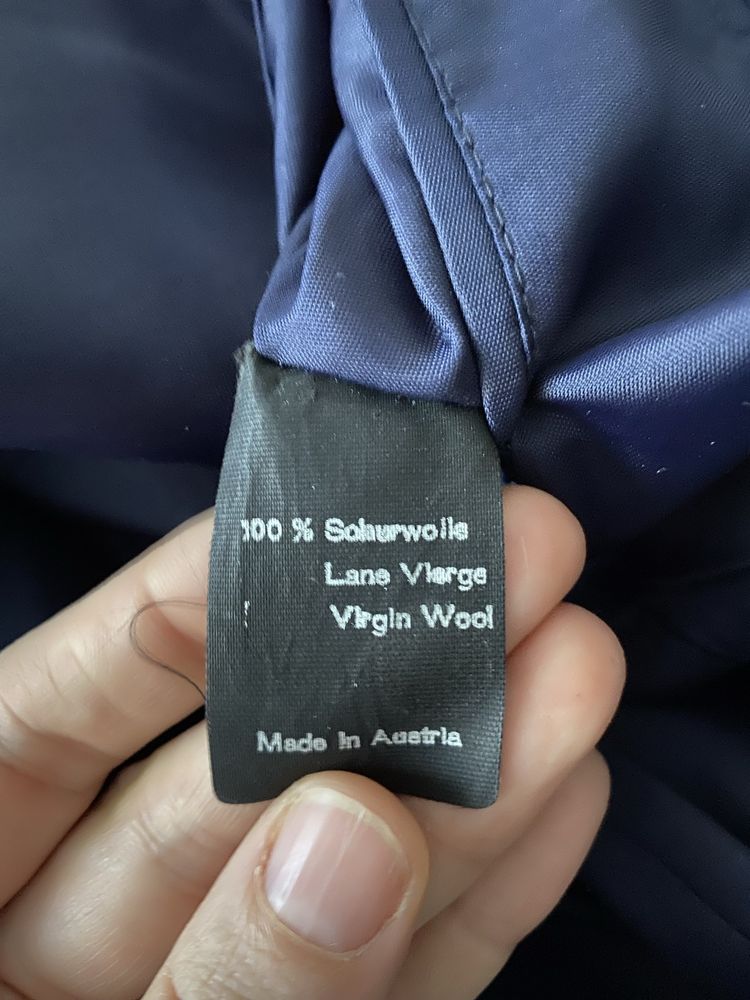 100 % Schurwolle
Lane Vierge
Virgin Wool
Made in Austria